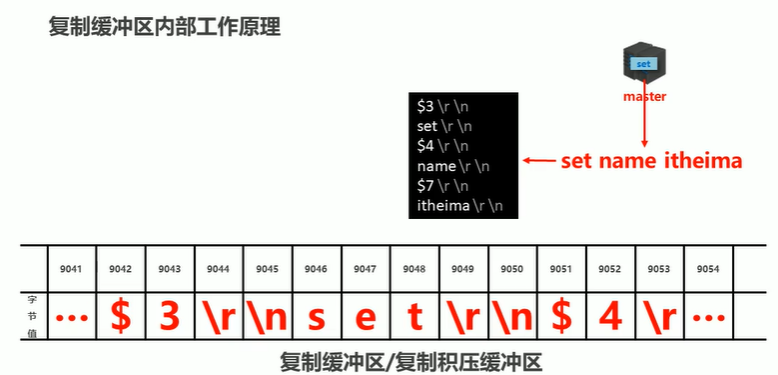 复制缓冲区内部工作原理
set
master
$3 \r \n
set \r \n
$4 \r \n
name \r \n
$7 \r \n
itheima \r \n
set name itheima
9041 9042 9043 9044 9045 9046 9047 9048 9049 9050 9051 9052 9053 9054
字节值 ... $ 3 \r \n s e t \r \n $ 4 \r ...
复制缓冲区/复制积压缓冲区